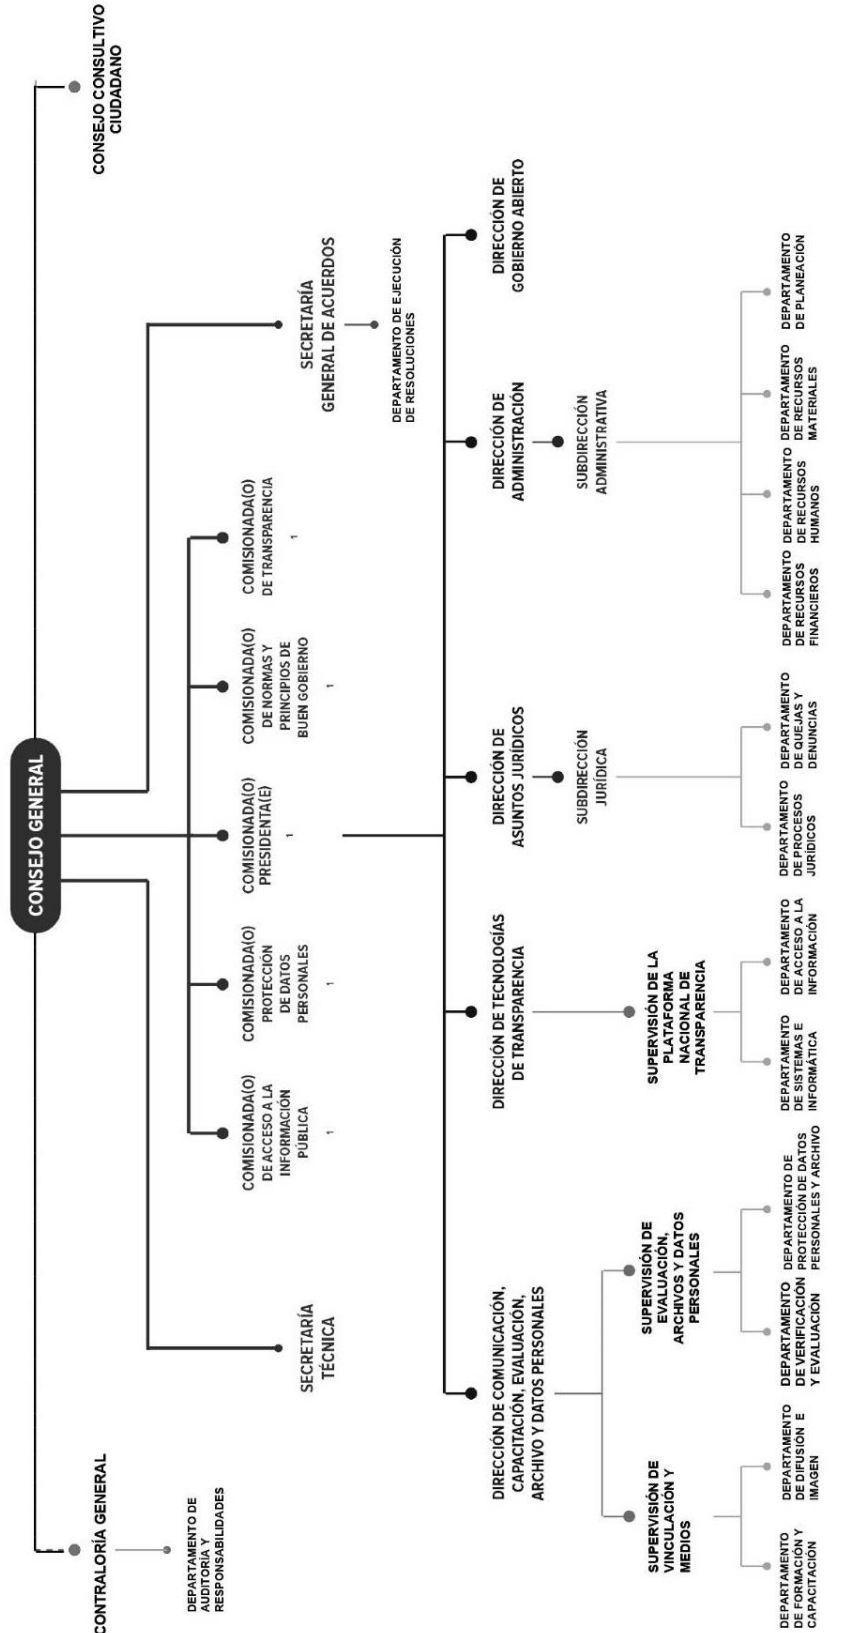 CONSEJO GENERAL
CONTRALORÍA GENERAL
DEPARTAMENTO DE
AUDITORÍA Y
RESPONSABILIDADES
CONSEJO CONSULTIVO
CIUDADANO
SECRETARÍA
TÉCNICA
COMISIONADA(O)
DE ACCESO A LA
INFORMACIÓN
PÚBLICA
1
COMISIONADA(O)
PROTECCIÓN
DE DATOS
PERSONALES
1
COMISIONADA(O)
PRESIDENTA(E)
1
COMISIONADA(O)
DE NORMAS Y
PRINCIPIOS DE
BUEN GOBIERNO
1
COMISIONADA(O)
DE TRANSPARENCIA
1
SECRETARÍA
GENERAL DE ACUERDOS
DEPARTAMENTO DE EJECUCIÓN
DE RESOLUCIONES
DIRECCIÓN DE COMUNICACIÓN,
CAPACITACIÓN, EVALUACIÓN,
ARCHIVO Y DATOS PERSONALES
DIRECCIÓN DE TECNOLOGÍAS
DE TRANSPARENCIA
DIRECCIÓN DE
ASUNTOS JURÍDICOS
DIRECCIÓN DE
ADMINISTRACIÓN
DIRECCIÓN DE
GOBIERNO ABIERTO
SUBDIRECCIÓN
JURÍDICA
SUBDIRECCIÓN
ADMINISTRATIVA
SUPERVISIÓN DE
VINCULACIÓN Y
MEDIOS
SUPERVISIÓN DE
EVALUACIÓN,
ARCHIVOS Y DATOS
PERSONALES
SUPERVISIÓN DE LA
PLATAFORMA
NACIONAL DE
TRANSPARENCIA
DEPARTAMENTO
DE FORMACIÓN Y
CAPACITACIÓN
DEPARTAMENTO
DE DIFUSIÓN E
IMAGEN
DEPARTAMENTO
DE VERIFICACIÓN
Y EVALUACIÓN
DEPARTAMENTO DE
PROTECCIÓN DE DATOS
PERSONALES Y ARCHIVO
DEPARTAMENTO
DE SISTEMAS E
INFORMÁTICA
DEPARTAMENTO
DE ACCESO A LA
INFORMACIÓN
DEPARTAMENTO
DE PROCESOS
JURÍDICOS
DEPARTAMENTO
DE QUEJAS Y
DENUNCIAS
DEPARTAMENTO
DE RECURSOS
FINANCIEROS
DEPARTAMENTO
DE RECURSOS
HUMANOS
DEPARTAMENTO
DE RECURSOS
MATERIALES
DEPARTAMENTO
DE PLANEACIÓN